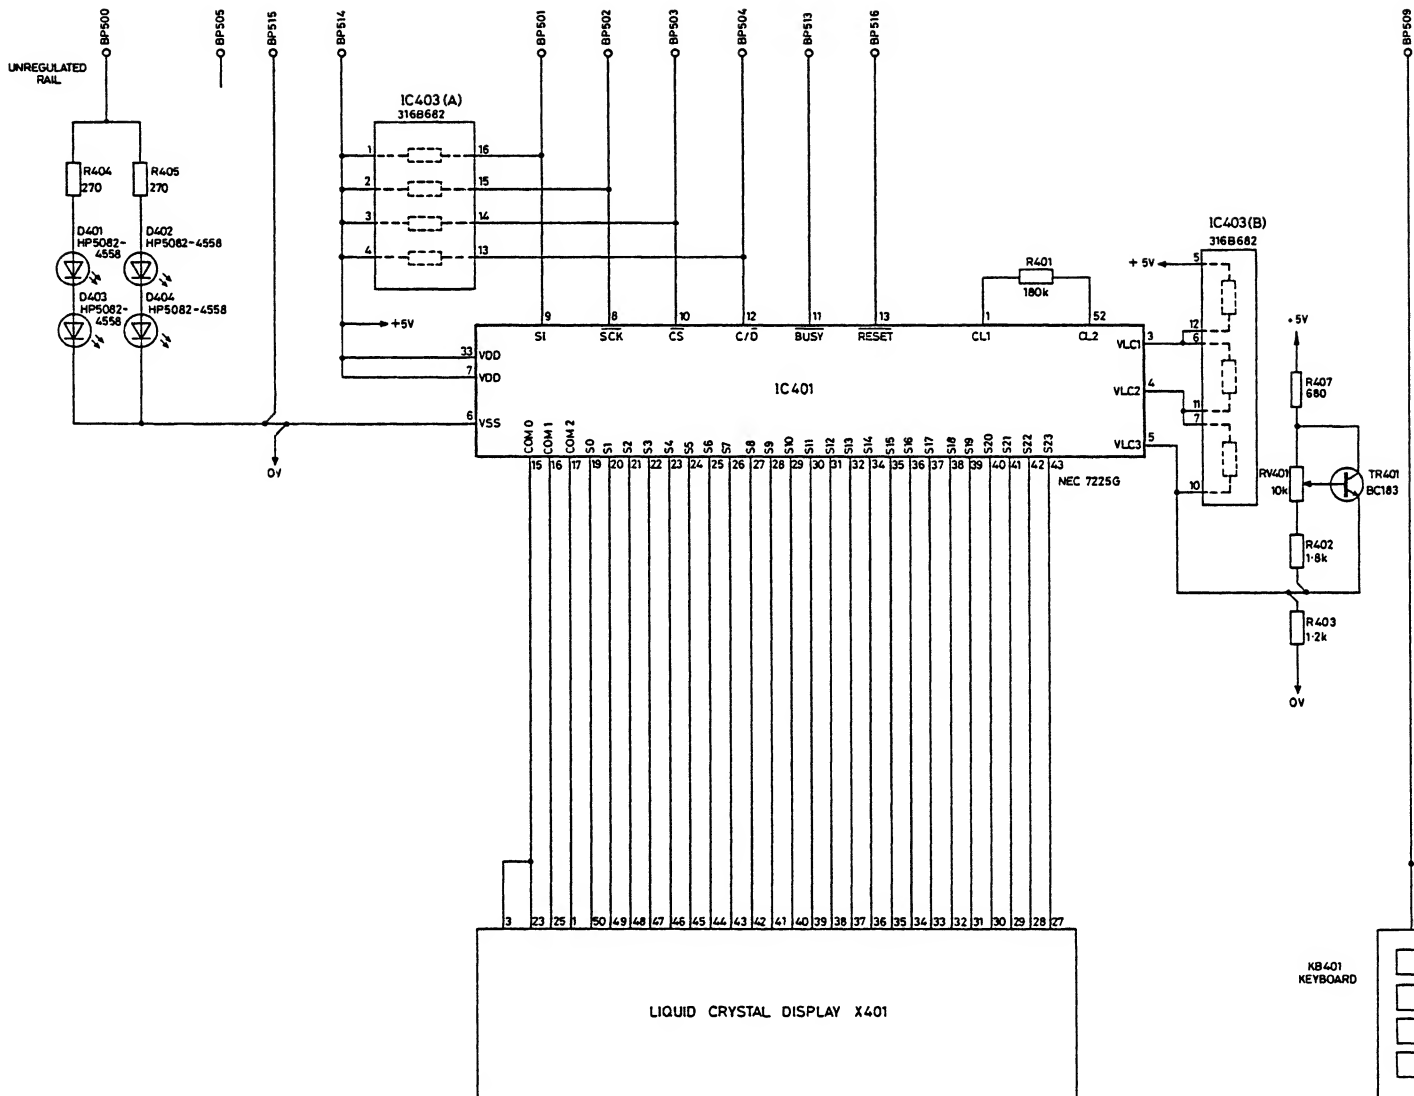 BP500
BP505
BP515
BP514
BP501
BP502
BP503
BP504
BP513
BP516
BP509
UNREGULATED
RAIL
IC403 (A)
316B682
1
16
2
15
3
14
4
13
R404
270
R405
270
D401
HP5082-
4558
D402
HP5082-4558
D403
HP5082-
4558
D404
HP5082-4558
+5V
0V
R401
180k
IC403(B)
316B682
+ 5V
5
12
6
11
7
10
+5V
R407
680
RV401
10k
TR401
BC183
R402
1·8k
R403
1·2k
0V
9
8
10
12
11
13
1
52
SI
SCK
CS
C/D
BUSY
RESET
CL1
CL2
33
VDD
7
VDD
6
VSS
IC401
VLC1
3
VLC2
4
VLC3
5
COM 0
COM 1
COM 2
S0
S1
S2
S3
S4
S5
S6
S7
S8
S9
S10
S11
S12
S13
S14
S15
S16
S17
S18
S19
S20
S21
S22
S23
15
16
17
19
20
21
22
23
24
25
26
27
28
29
30
31
32
34
35
36
37
38
39
40
41
42
43
NEC 7225G
3
23
25
1
50
49
48
47
46
45
44
43
42
41
40
39
38
37
36
35
34
33
32
31
30
29
28
27
LIQUID CRYSTAL DISPLAY X401
KB401
KEYBOARD